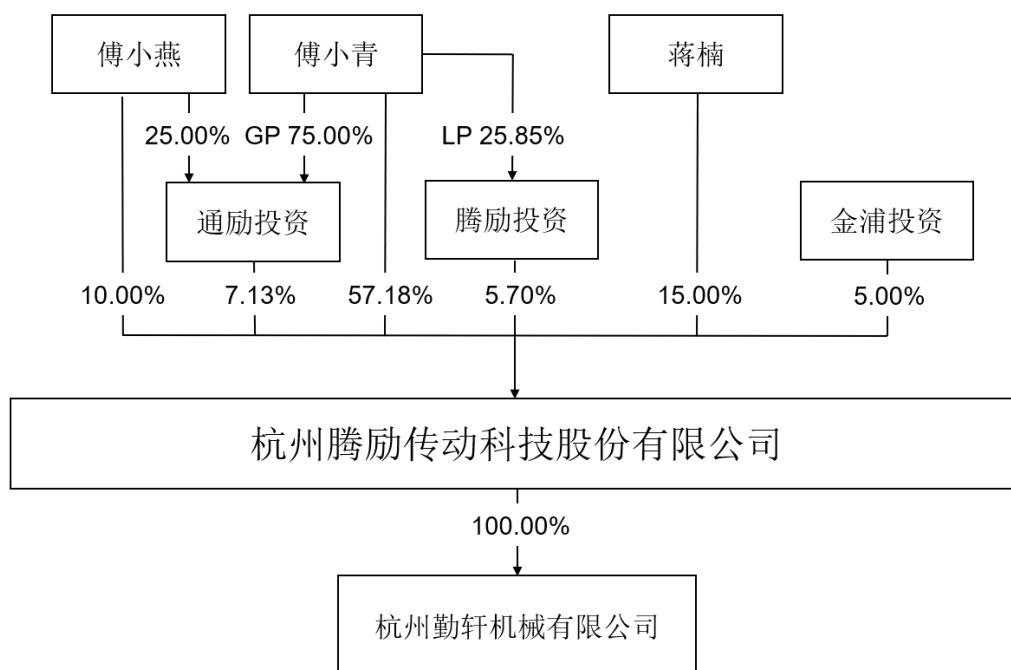 傅小燕
傅小青
蒋楠
25.00%
GP 75.00%
LP 25.85%
通励投资
腾励投资
金浦投资
10.00%
7.13%
57.18%
5.70%
15.00%
5.00%
杭州腾励传动科技股份有限公司
100.00%
杭州勤轩机械有限公司